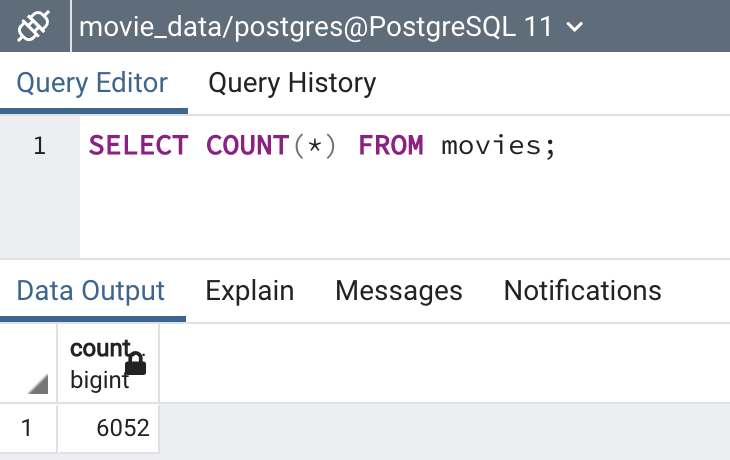 movie_data/postgres@PostgreSQL 11
Query Editor Query History
1 SELECT COUNT(*) FROM movies;
Data Output Explain Messages Notifications
count
bigint
1 6052